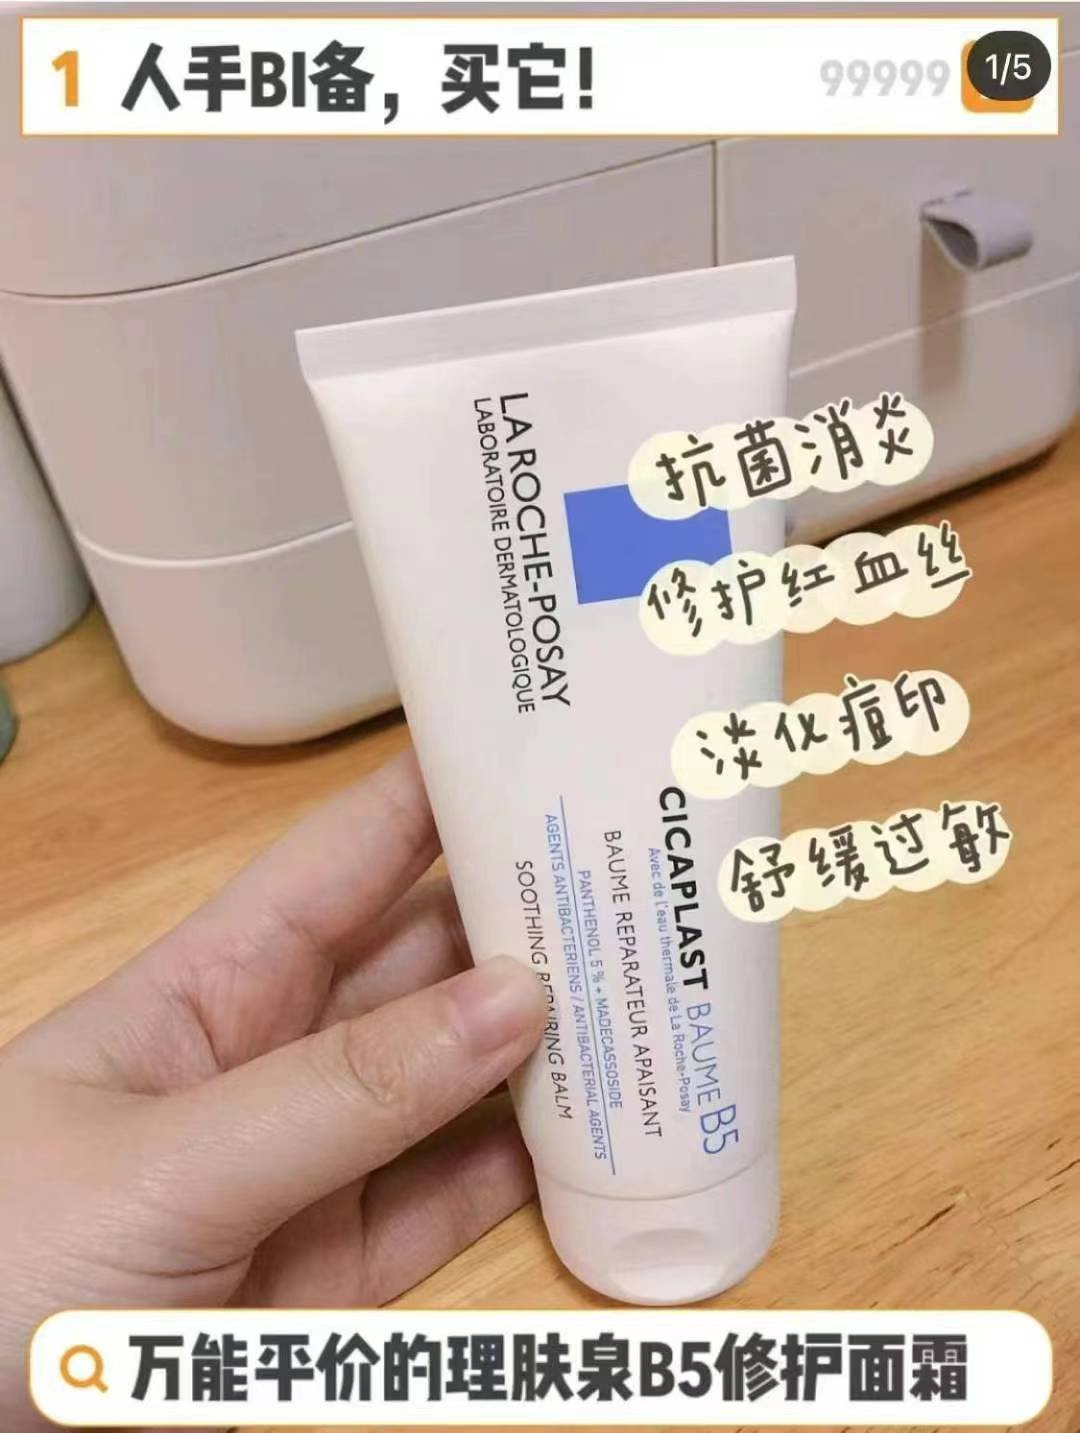 1 人手BI备，买它！
99999
1/5
LA ROCHE-POSAY
LABORATOIRE DERMATOLOGIQUE
抗菌消炎
修护红血丝
淡化痘印
舒缓过敏
CICAPLAST BAUME B5
Avec de l'eau thermale de La Roche-Posay
BAUME REPARATEUR APAISANT
PANTHENOL 5 % + MADECASSOSIDE
AGENTS ANTIBACTERIENS / ANTIBACTERIAL AGENTS
SOOTHING REPAIRING BALM
万能平价的理肤泉B5修护面霜